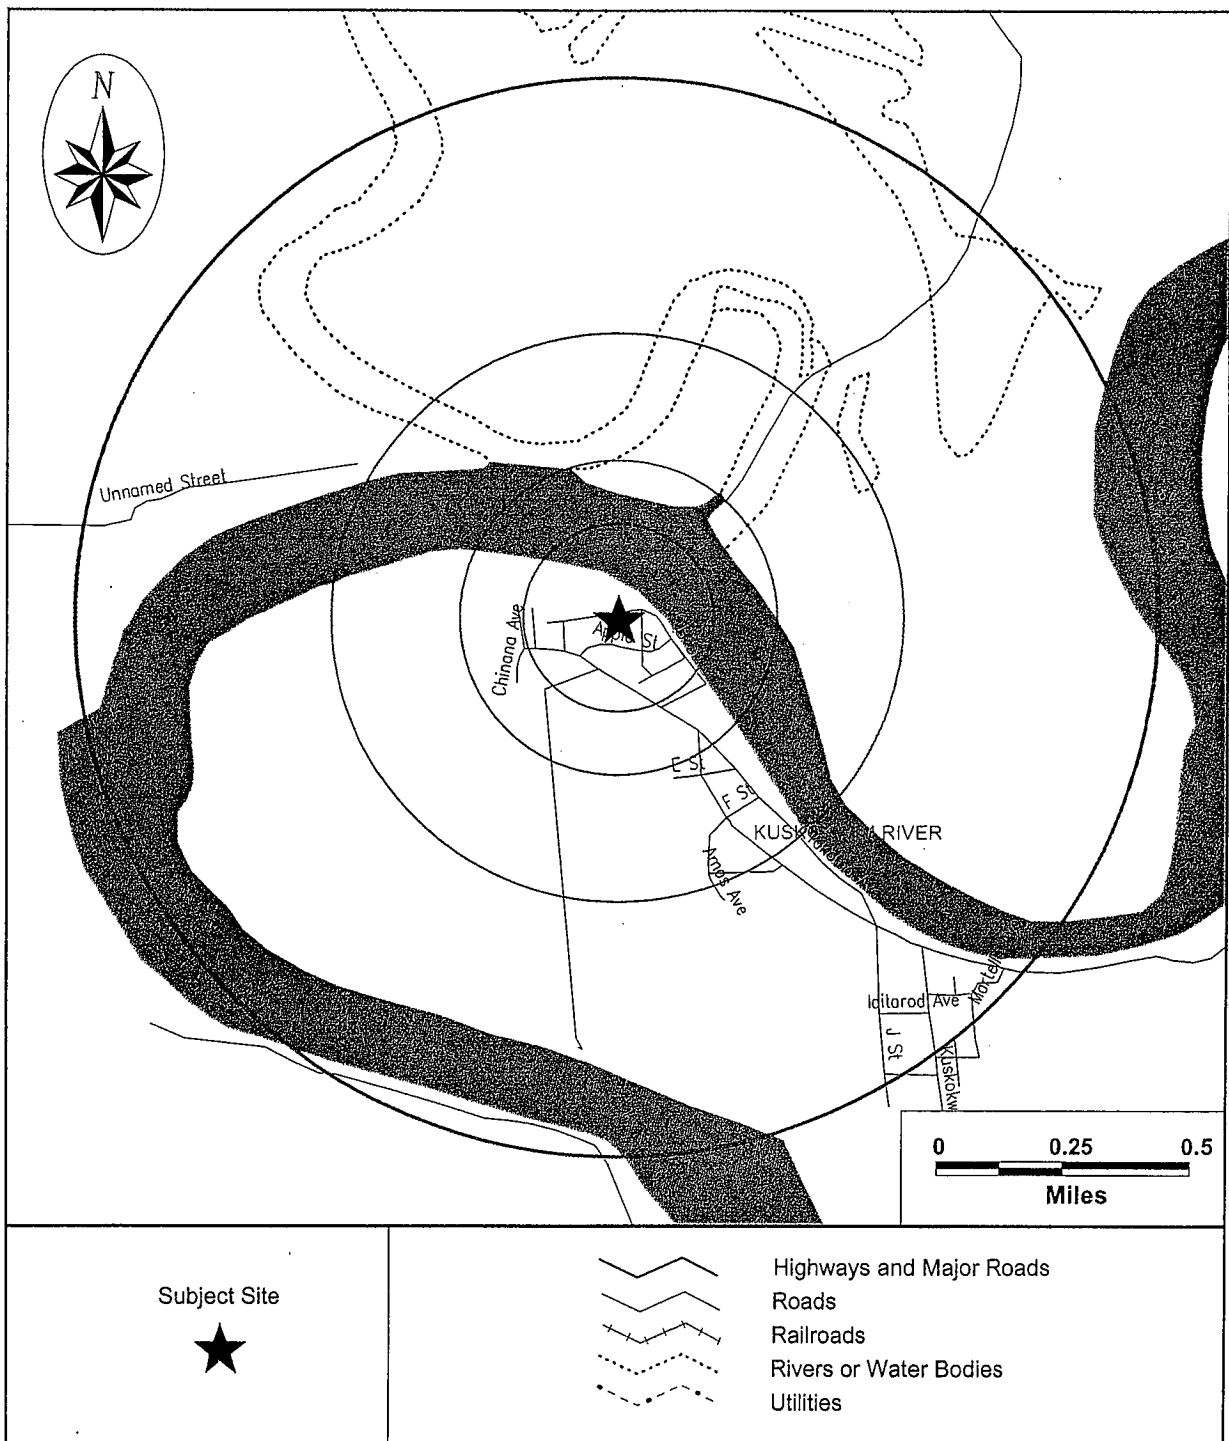 N
Unnamed Street
Chinana Ave
Apple St
E St
F St
RIVER
Amos Ave
Iditarod Ave
J St
0 0.25 0.5
Miles
Subject Site
Highways and Major Roads
Roads
Railroads
Rivers or Water Bodies
Utilities